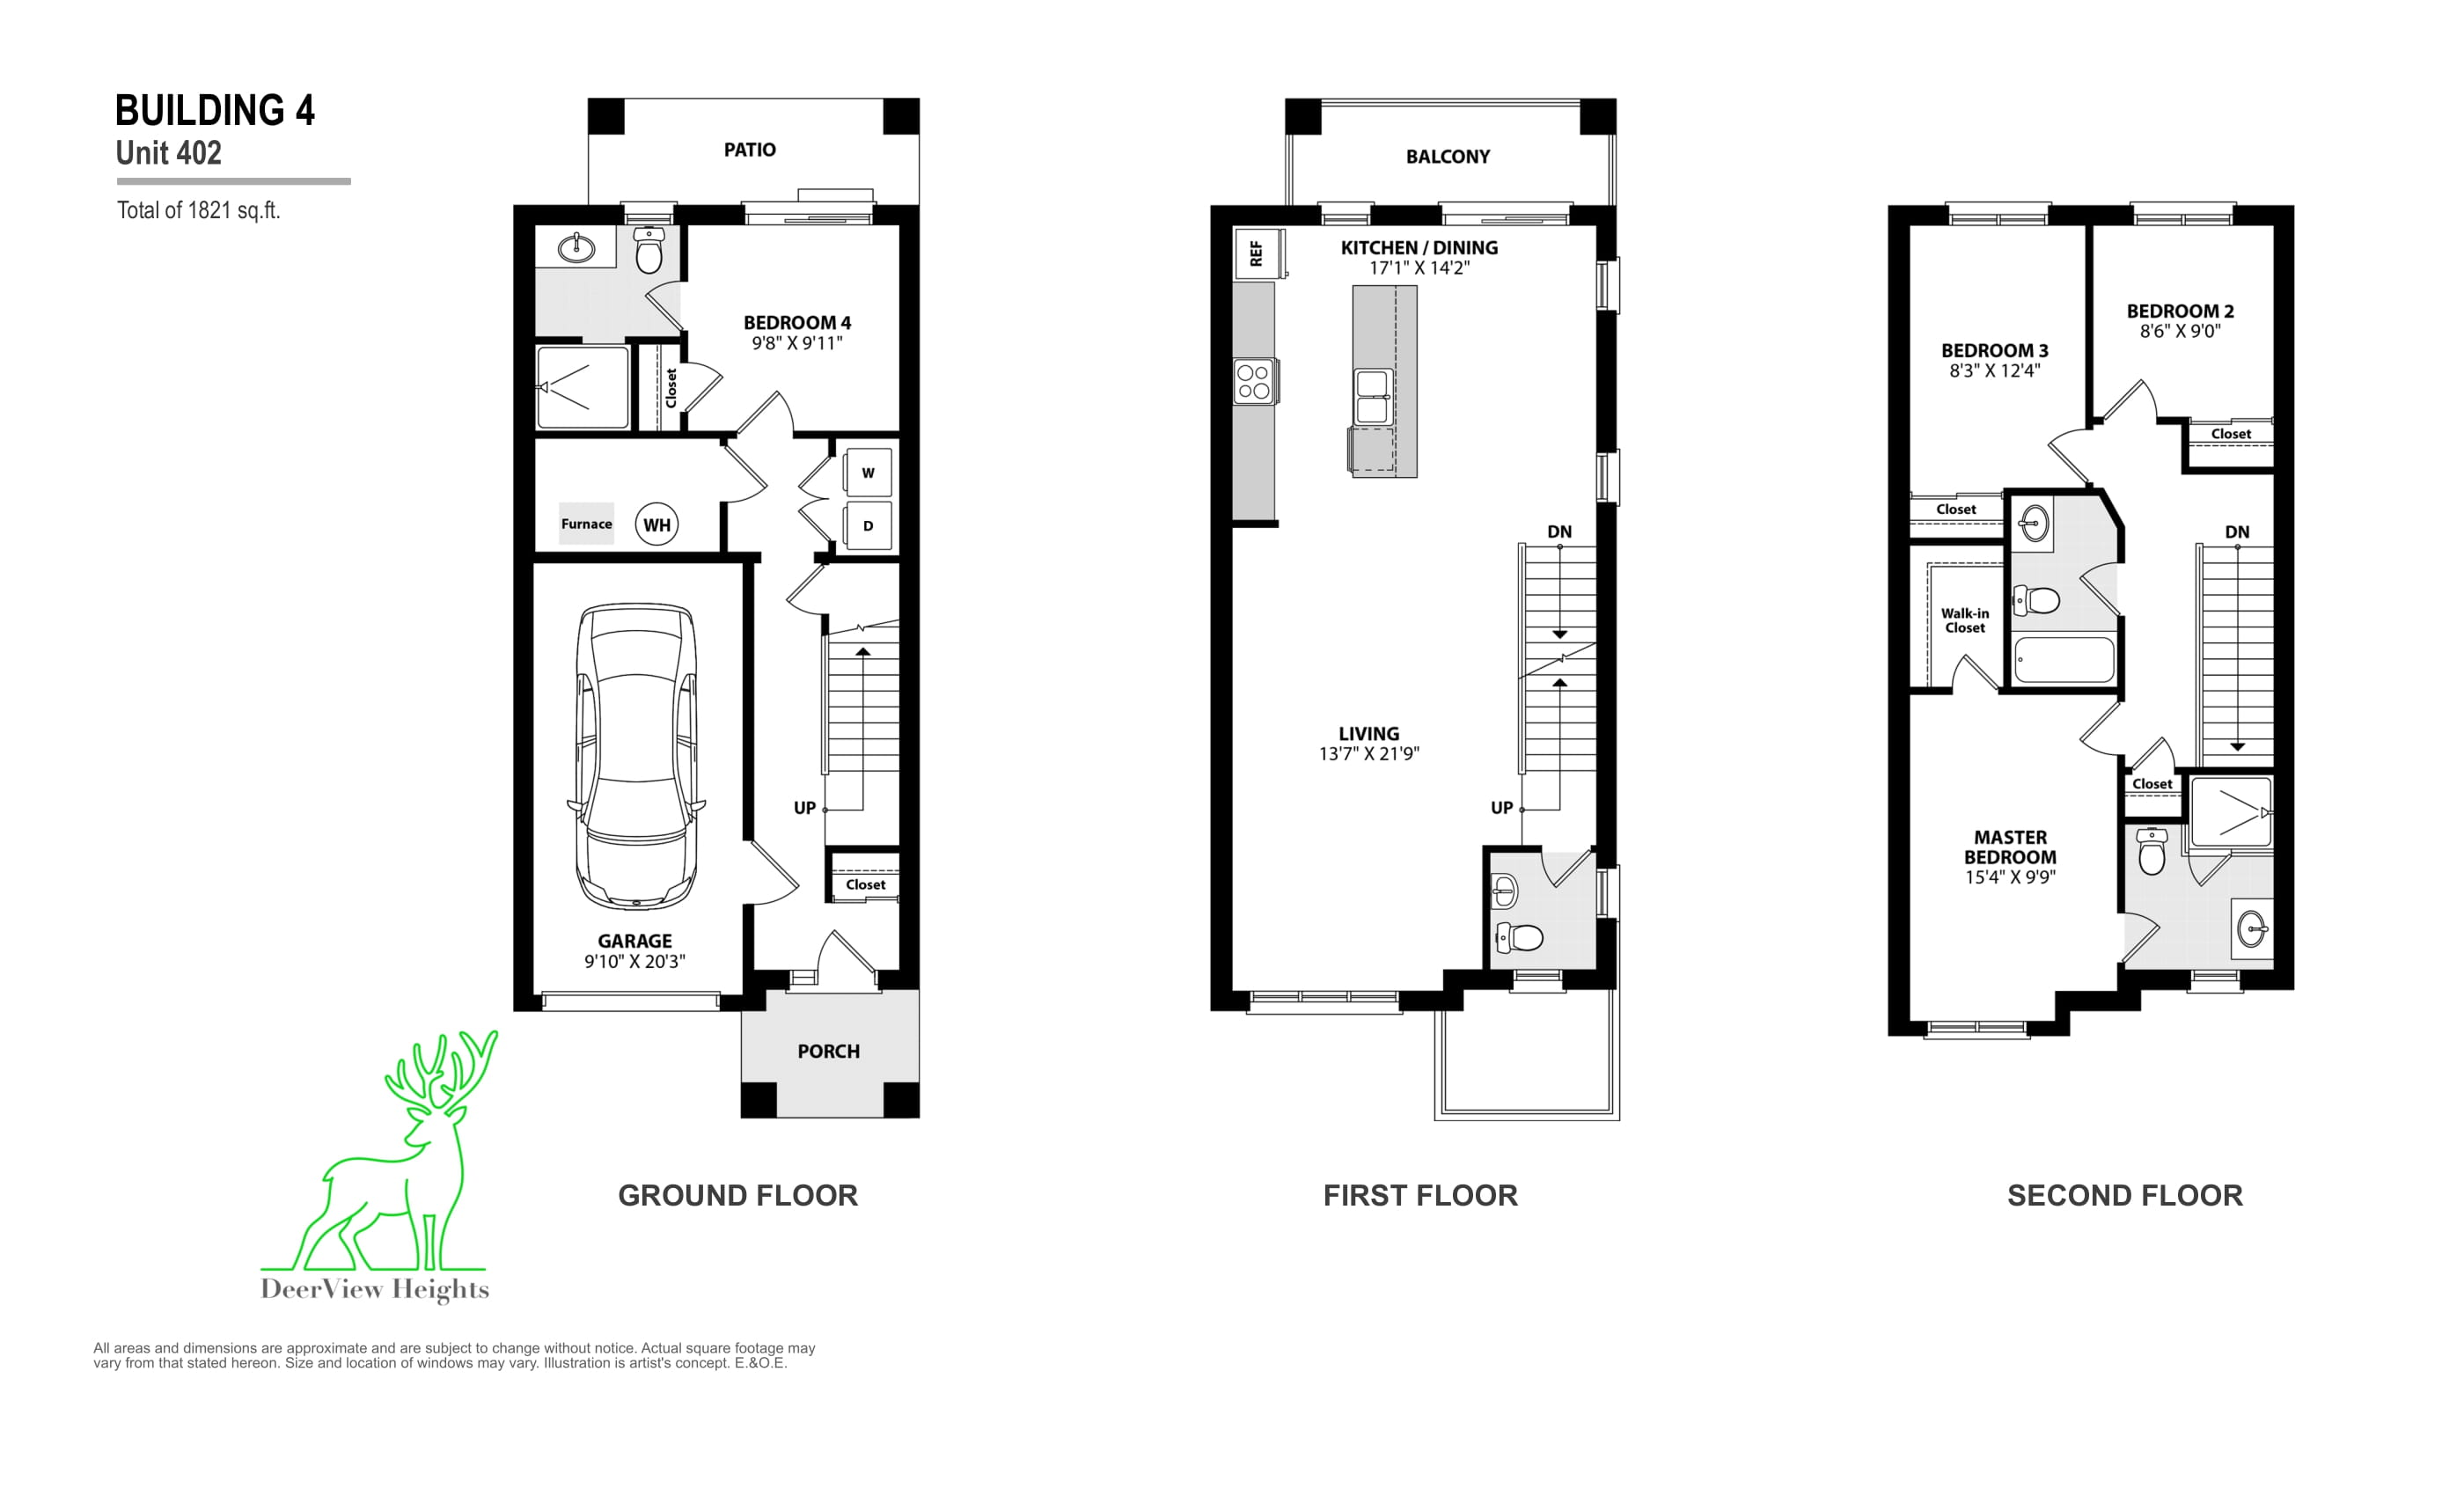 BUILDING 4
Unit 402
Total of 1821 sq.ft.
PATIO
BEDROOM 4
9'8" X 9'11"
Closet
W
D
Furnace
WH
UP
Closet
GARAGE
9'10" X 20'3"
PORCH
GROUND FLOOR
BALCONY
REF
KITCHEN / DINING
17'1" X 14'2"
DN
LIVING
13'7" X 21'9"
UP
FIRST FLOOR
BEDROOM 2
8'6" X 9'0"
BEDROOM 3
8'3" X 12'4"
Closet
Closet
DN
Walk-in
Closet
Closet
MASTER
BEDROOM
15'4" X 9'9"
SECOND FLOOR
DeerView Heights
All areas and dimensions are approximate and are subject to change without notice. Actual square footage may
vary from that stated hereon. Size and location of windows may vary. Illustration is artist's concept. E.&O.E.